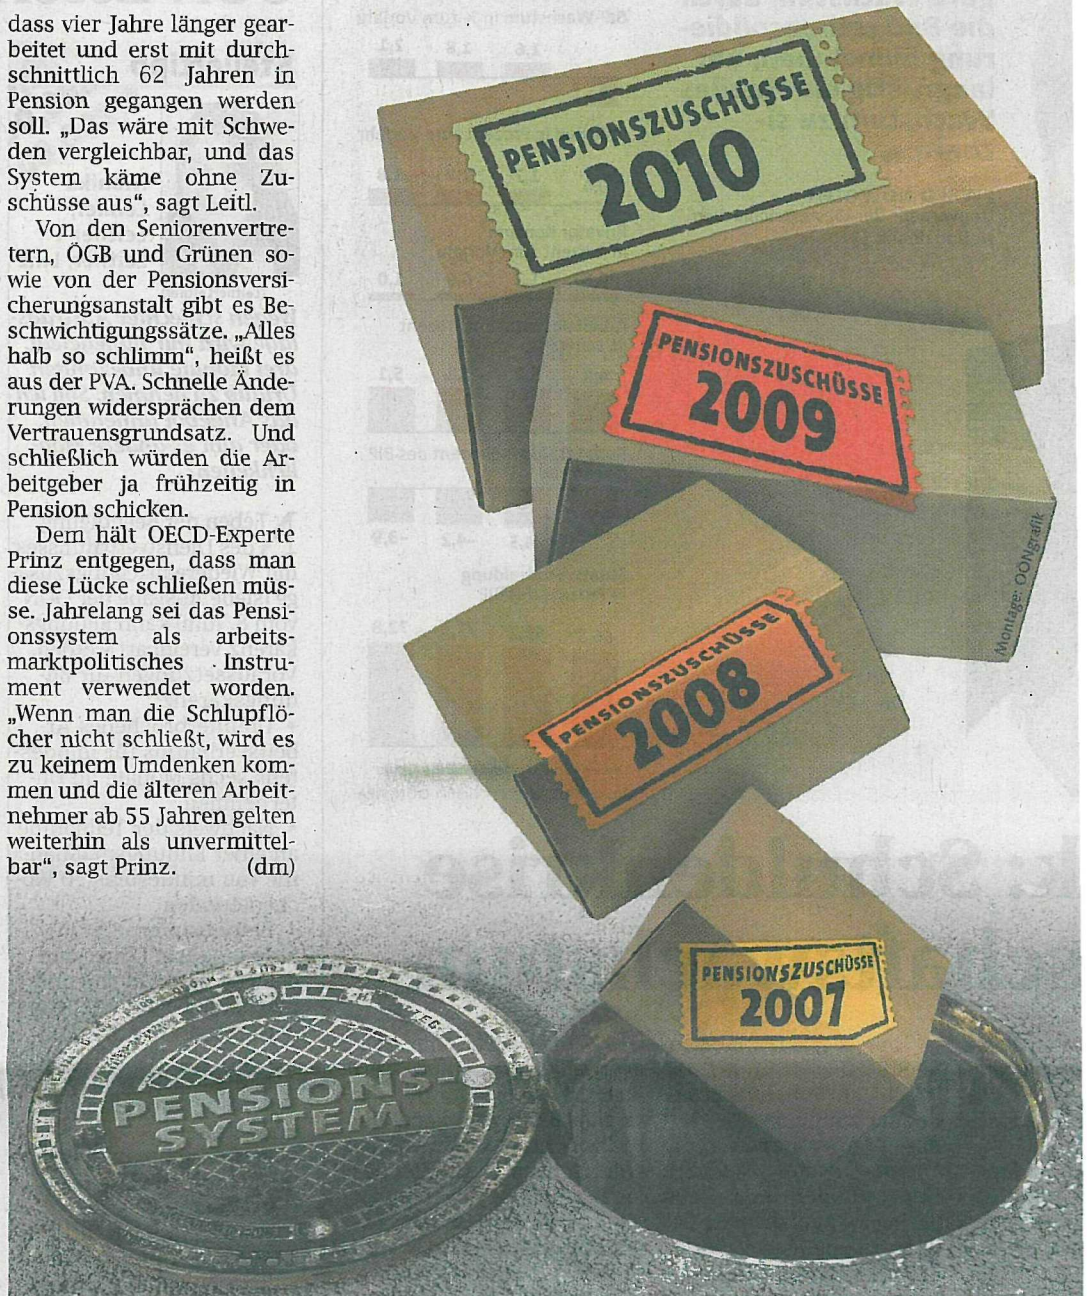 dass vier Jahre länger gear-
beitet und erst mit durch-
schnittlich 62 Jahren in
Pension gegangen werden
soll. „Das wäre mit Schwe-
den vergleichbar, und das
System käme ohne Zu-
schüsse aus“, sagt Leitl.
Von den Seniorenvertre-
tern, ÖGB und Grünen so-
wie von der Pensionsversi-
cherungsanstalt gibt es Be-
schwichtigungssätze. „Alles
halb so schlimm“, heißt es
aus der PVA. Schnelle Ände-
rungen widersprächen dem
Vertrauensgrundsatz. Und
schließlich würden die Ar-
beitgeber ja frühzeitig in
Pension schicken.
Dem hält OECD-Experte
Prinz entgegen, dass man
diese Lücke schließen müs-
se. Jahrelang sei das Pensi-
onssystem als arbeits-
marktpolitisches Instru-
ment verwendet worden.
„Wenn man die Schlupflö-
cher nicht schließt, wird es
zu keinem Umdenken kom-
men und die älteren Arbeit-
nehmer ab 55 Jahren gelten
weiterhin als unvermittel-
bar“, sagt Prinz. (dm)
PENSIONSZUSCHÜSSE
2010
PENSIONSZUSCHÜSSE
2009
Montage: OÖNgrafik
PENSIONSZUSCHÜSSE
2008
PENSIONSZUSCHÜSSE
2007
PENSIONS-
SYSTEM